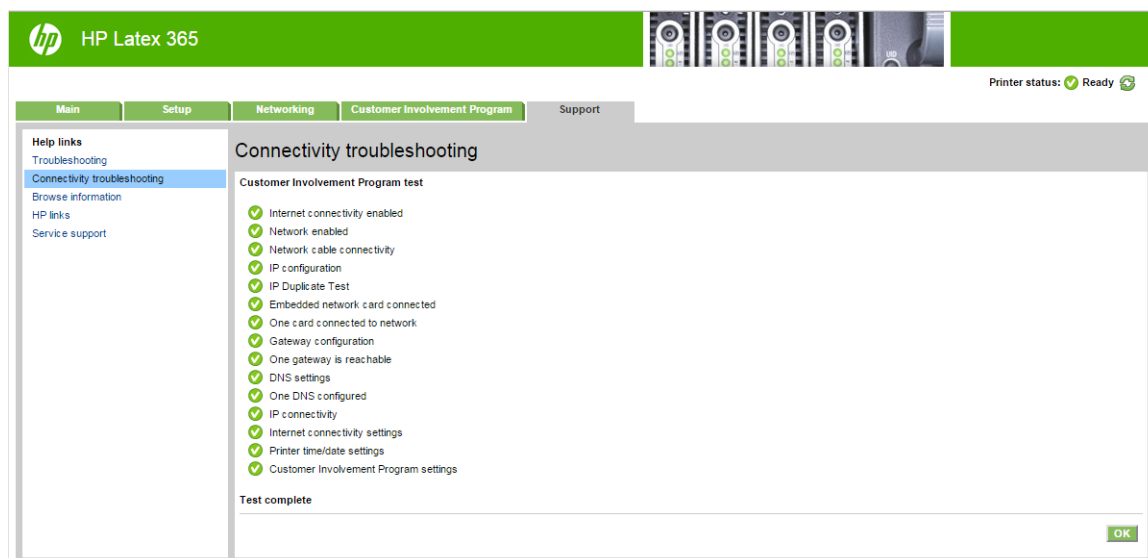 hp HP Latex 365
UID
Printer status: Ready
Main Setup Networking Customer Involvement Program Support
Help links
Troubleshooting
Connectivity troubleshooting
Browse information
HP links
Service support
Connectivity troubleshooting
Customer Involvement Program test
Internet connectivity enabled
Network enabled
Network cable connectivity
IP configuration
IP Duplicate Test
Embedded network card connected
One card connected to network
Gateway configuration
One gateway is reachable
DNS settings
One DNS configured
IP connectivity
Internet connectivity settings
Printer time/date settings
Customer Involvement Program settings
Test complete
OK